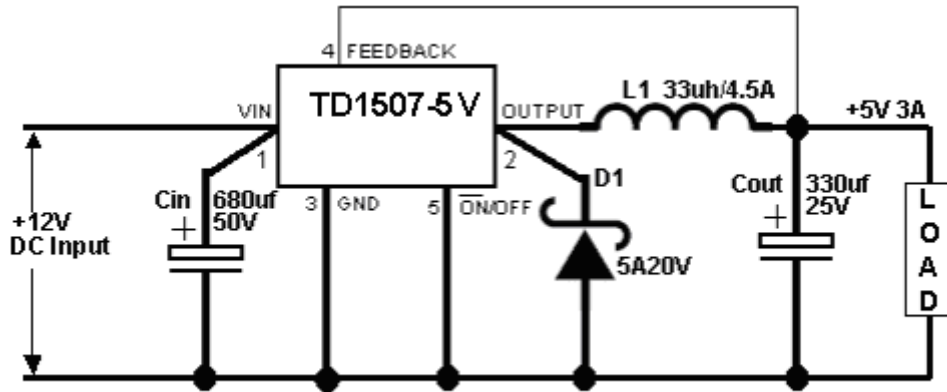 4 FEEDBACK
TD1507-5 V
VIN
OUTPUT
1
2
L1 33uh/4.5A
+5V 3A
D1
Cin
680uf
50V
+
3 GND
5 ON/OFF
Cout
330uf
25V
+
+12V
DC Input
5A20V
L
O
A
D